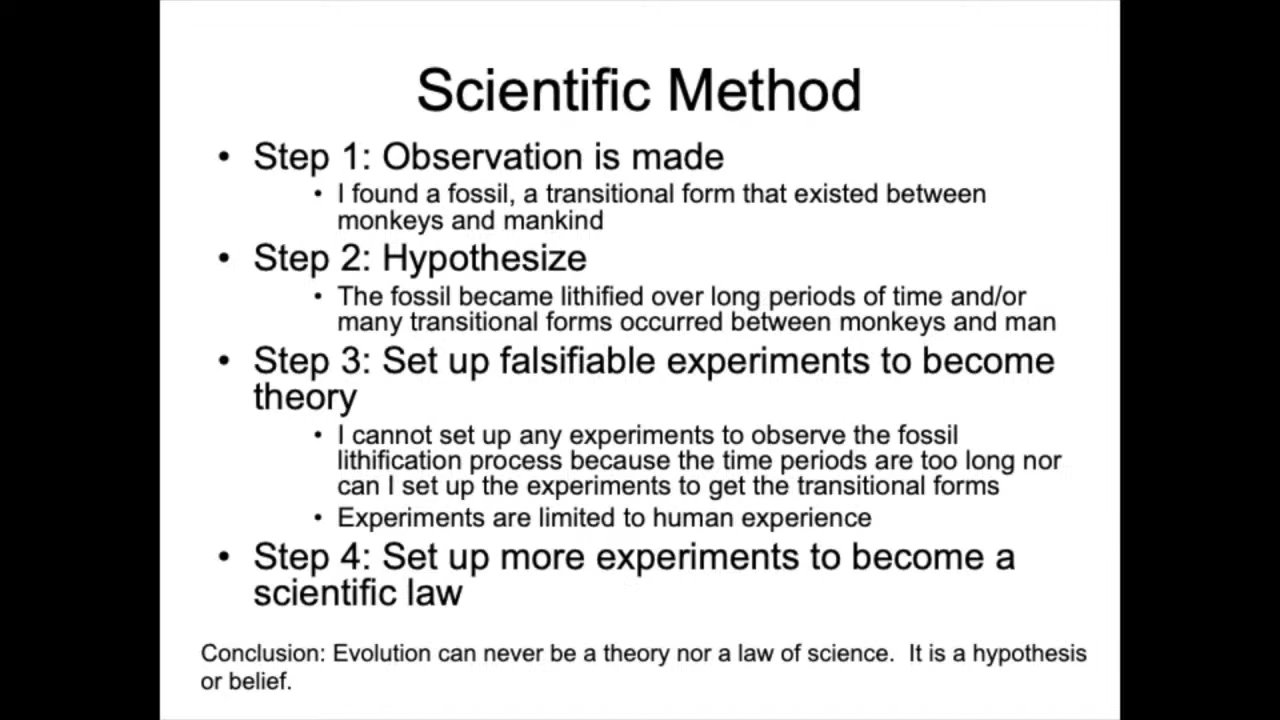 Scientific Method
• Step 1: Observation is made
• I found a fossil, a transitional form that existed between
monkeys and mankind
• Step 2: Hypothesize
• The fossil became lithified over long periods of time and/or
many transitional forms occurred between monkeys and man
• Step 3: Set up falsifiable experiments to become
theory
• I cannot set up any experiments to observe the fossil
lithification process because the time periods are too long nor
can I set up the experiments to get the transitional forms
• Experiments are limited to human experience
• Step 4: Set up more experiments to become a
scientific law
Conclusion: Evolution can never be a theory nor a law of science. It is a hypothesis
or belief.